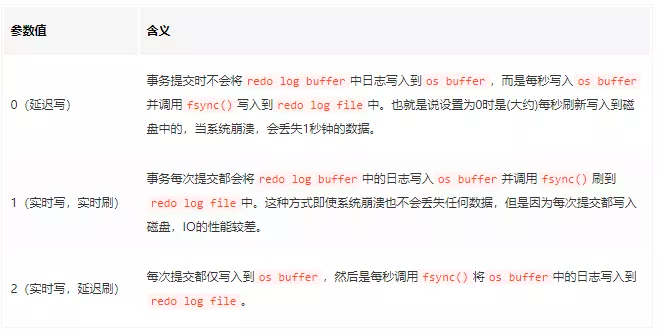 参数值 含义
事务提交时不会将 redo log buffer 中日志写入到 os buffer ，而是每秒写入 os buffer
0（延迟写） 并调用 fsync() 写入到 redo log file 中。也就是说设置为0时是(大约)每秒刷新写入到磁
盘中的，当系统崩溃，会丢失1秒钟的数据。
事务每次提交都会将 redo log buffer 中的日志写入 os buffer 并调用 fsync() 刷到
1（实时写，实时刷） redo log file 中。这种方式即使系统崩溃也不会丢失任何数据，但是因为每次提交都写入
磁盘，IO的性能较差。
每次提交都仅写入到 os buffer ，然后是每秒调用 fsync() 将 os buffer 中的日志写入到
2（实时写，延迟刷） redo log file 。